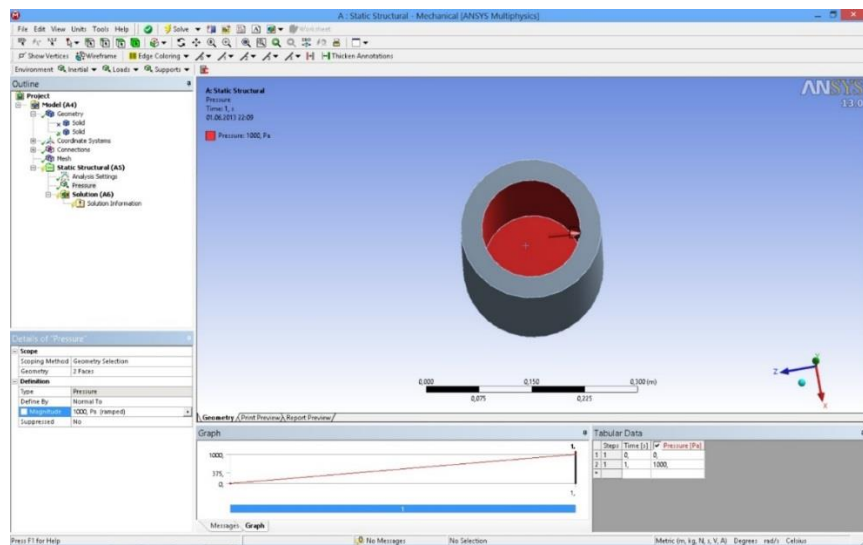 A : Static Structural - Mechanical [ANSYS Multiphysics]
File Edit View Units Tools Help Solve Worksheet
Show Vertices Wireframe Edge Coloring Thicken Annotations
Environment Inertial Loads Supports
Outline
Project
Model (A4)
Geometry
Solid
Solid
Coordinate Systems
Connections
Mesh
Static Structural (A5)
Analysis Settings
Pressure
Solution (A6)
Solution Information
A: Static Structural
Pressure
Time: 1, s
01.06.2013 22:09
Pressure: 1000, Pa
ANSYS
13.0
Z
Y
X
0,000 0,150 0,300 (m)
0,075 0,225
Geometry Print Preview Report Preview
Details of "Pressure"
Scope
Scoping Method Geometry Selection
Geometry 2 Faces
Definition
Type Pressure
Define By Normal To
Magnitude 1000, Pa (ramped)
Suppressed No
Graph
1,
1000,
375,
0,
1,
1
Messages Graph
Tabular Data
Steps Time [s] Pressure [Pa]
1 1 0, 0,
2 1 1, 1000,
*
Press F1 for Help No Messages No Selection Metric (m, kg, N, s, V, A) Degrees rad/s Celsius